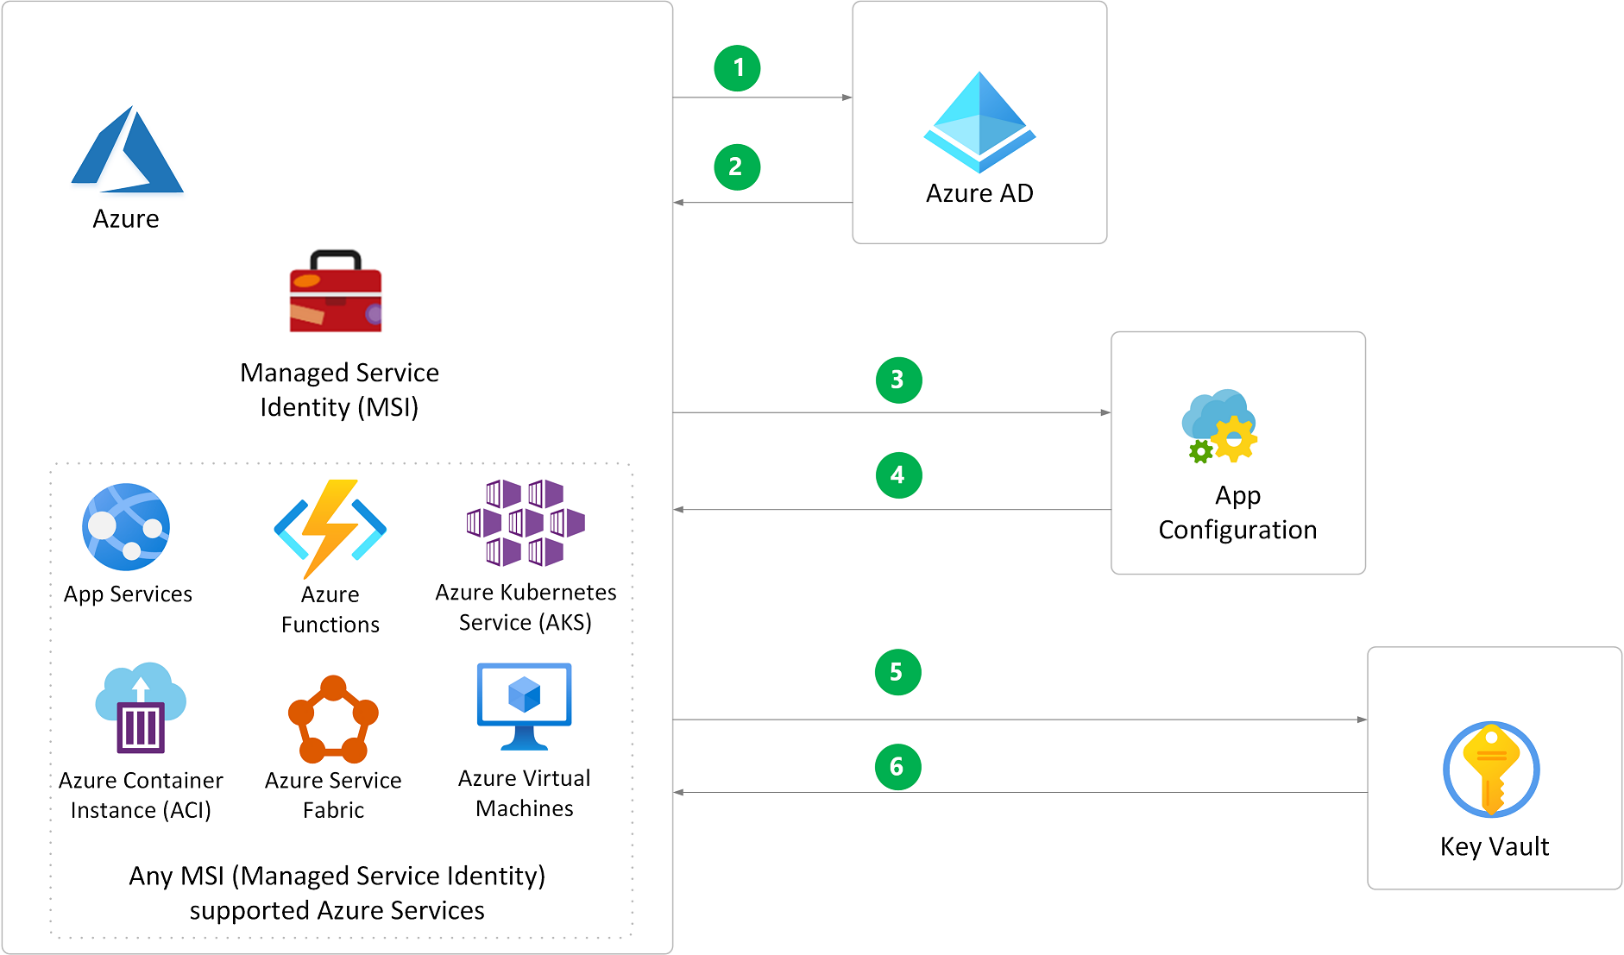 1
Azure AD
2
Azure
Managed Service
Identity (MSI)
3
App
Configuration
4
App Services
Azure
Functions
Azure Kubernetes
Service (AKS)
5
Key Vault
6
Azure Container
Instance (ACI)
Azure Service
Fabric
Azure Virtual
Machines
Any MSI (Managed Service Identity)
supported Azure Services